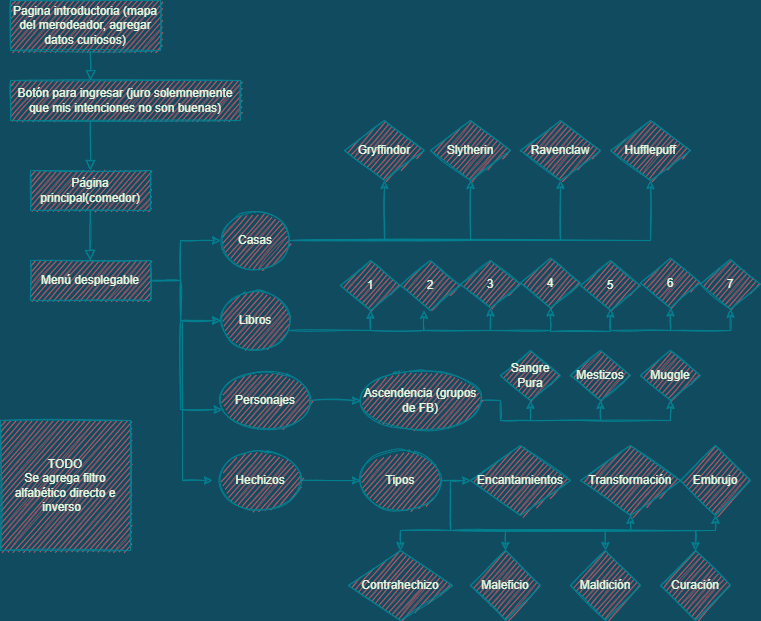 Pagina introductoria (mapa
del merodeador, agregar
datos curiosos)
Botón para ingresar (juro solemnemente
que mis intenciones no son buenas)
Página
principal(comedor)
Menú desplegable
Casas
Gryffindor
Slytherin
Ravenclaw
Hufflepuff
Libros
1
2
3
4
5
6
7
Personajes
Ascendencia (grupos
de FB)
Sangre
Pura
Mestizos
Muggle
Hechizos
Tipos
Encantamientos
Transformación
Embrujo
Contrahechizo
Maleficio
Maldición
Curación
TODO
Se agrega filtro
alfabético directo e
inverso